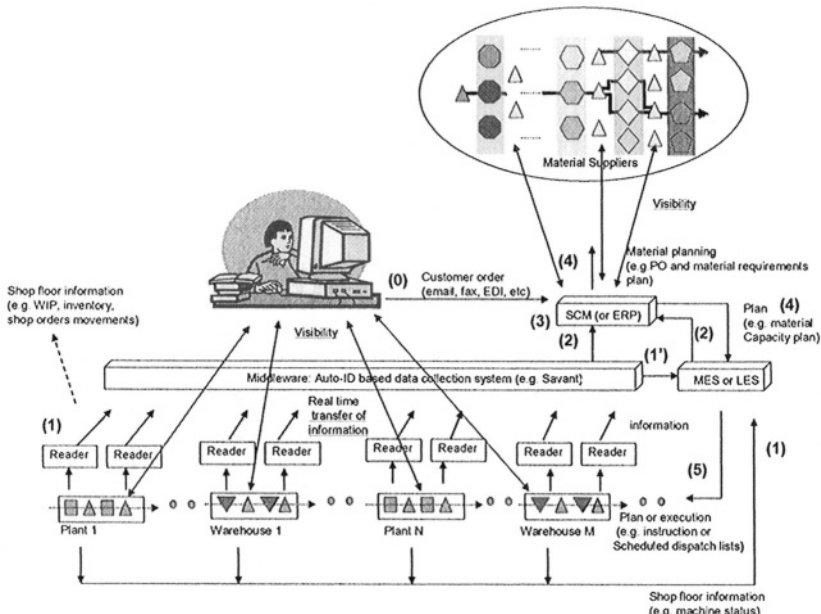 Material Suppliers
Visibility
(4)
Material planning
(e.g PO and material requirements
plan)
(0)
Customer order
(email, fax, EDI, etc)
Shop floor information
(e.g. WIP, inventory,
shop orders movements)
Visibility
(3)
SCM (or ERP)
(2)
(2)
Plan (4)
(e.g. material
Capacity plan)
(1')
Middleware: Auto-ID based data collection system (e.g. Savant)
MES or LES
(1)
Real time
transfer of
information
information
(1)
Reader
Reader
Reader
Reader
Reader
Reader
Reader
Reader
(5)
Plant 1
Warehouse 1
Plant N
Warehouse M
Plan or execution
(e.g. instruction or
Scheduled dispatch lists)
Shop floor information
(e.g. machine status)